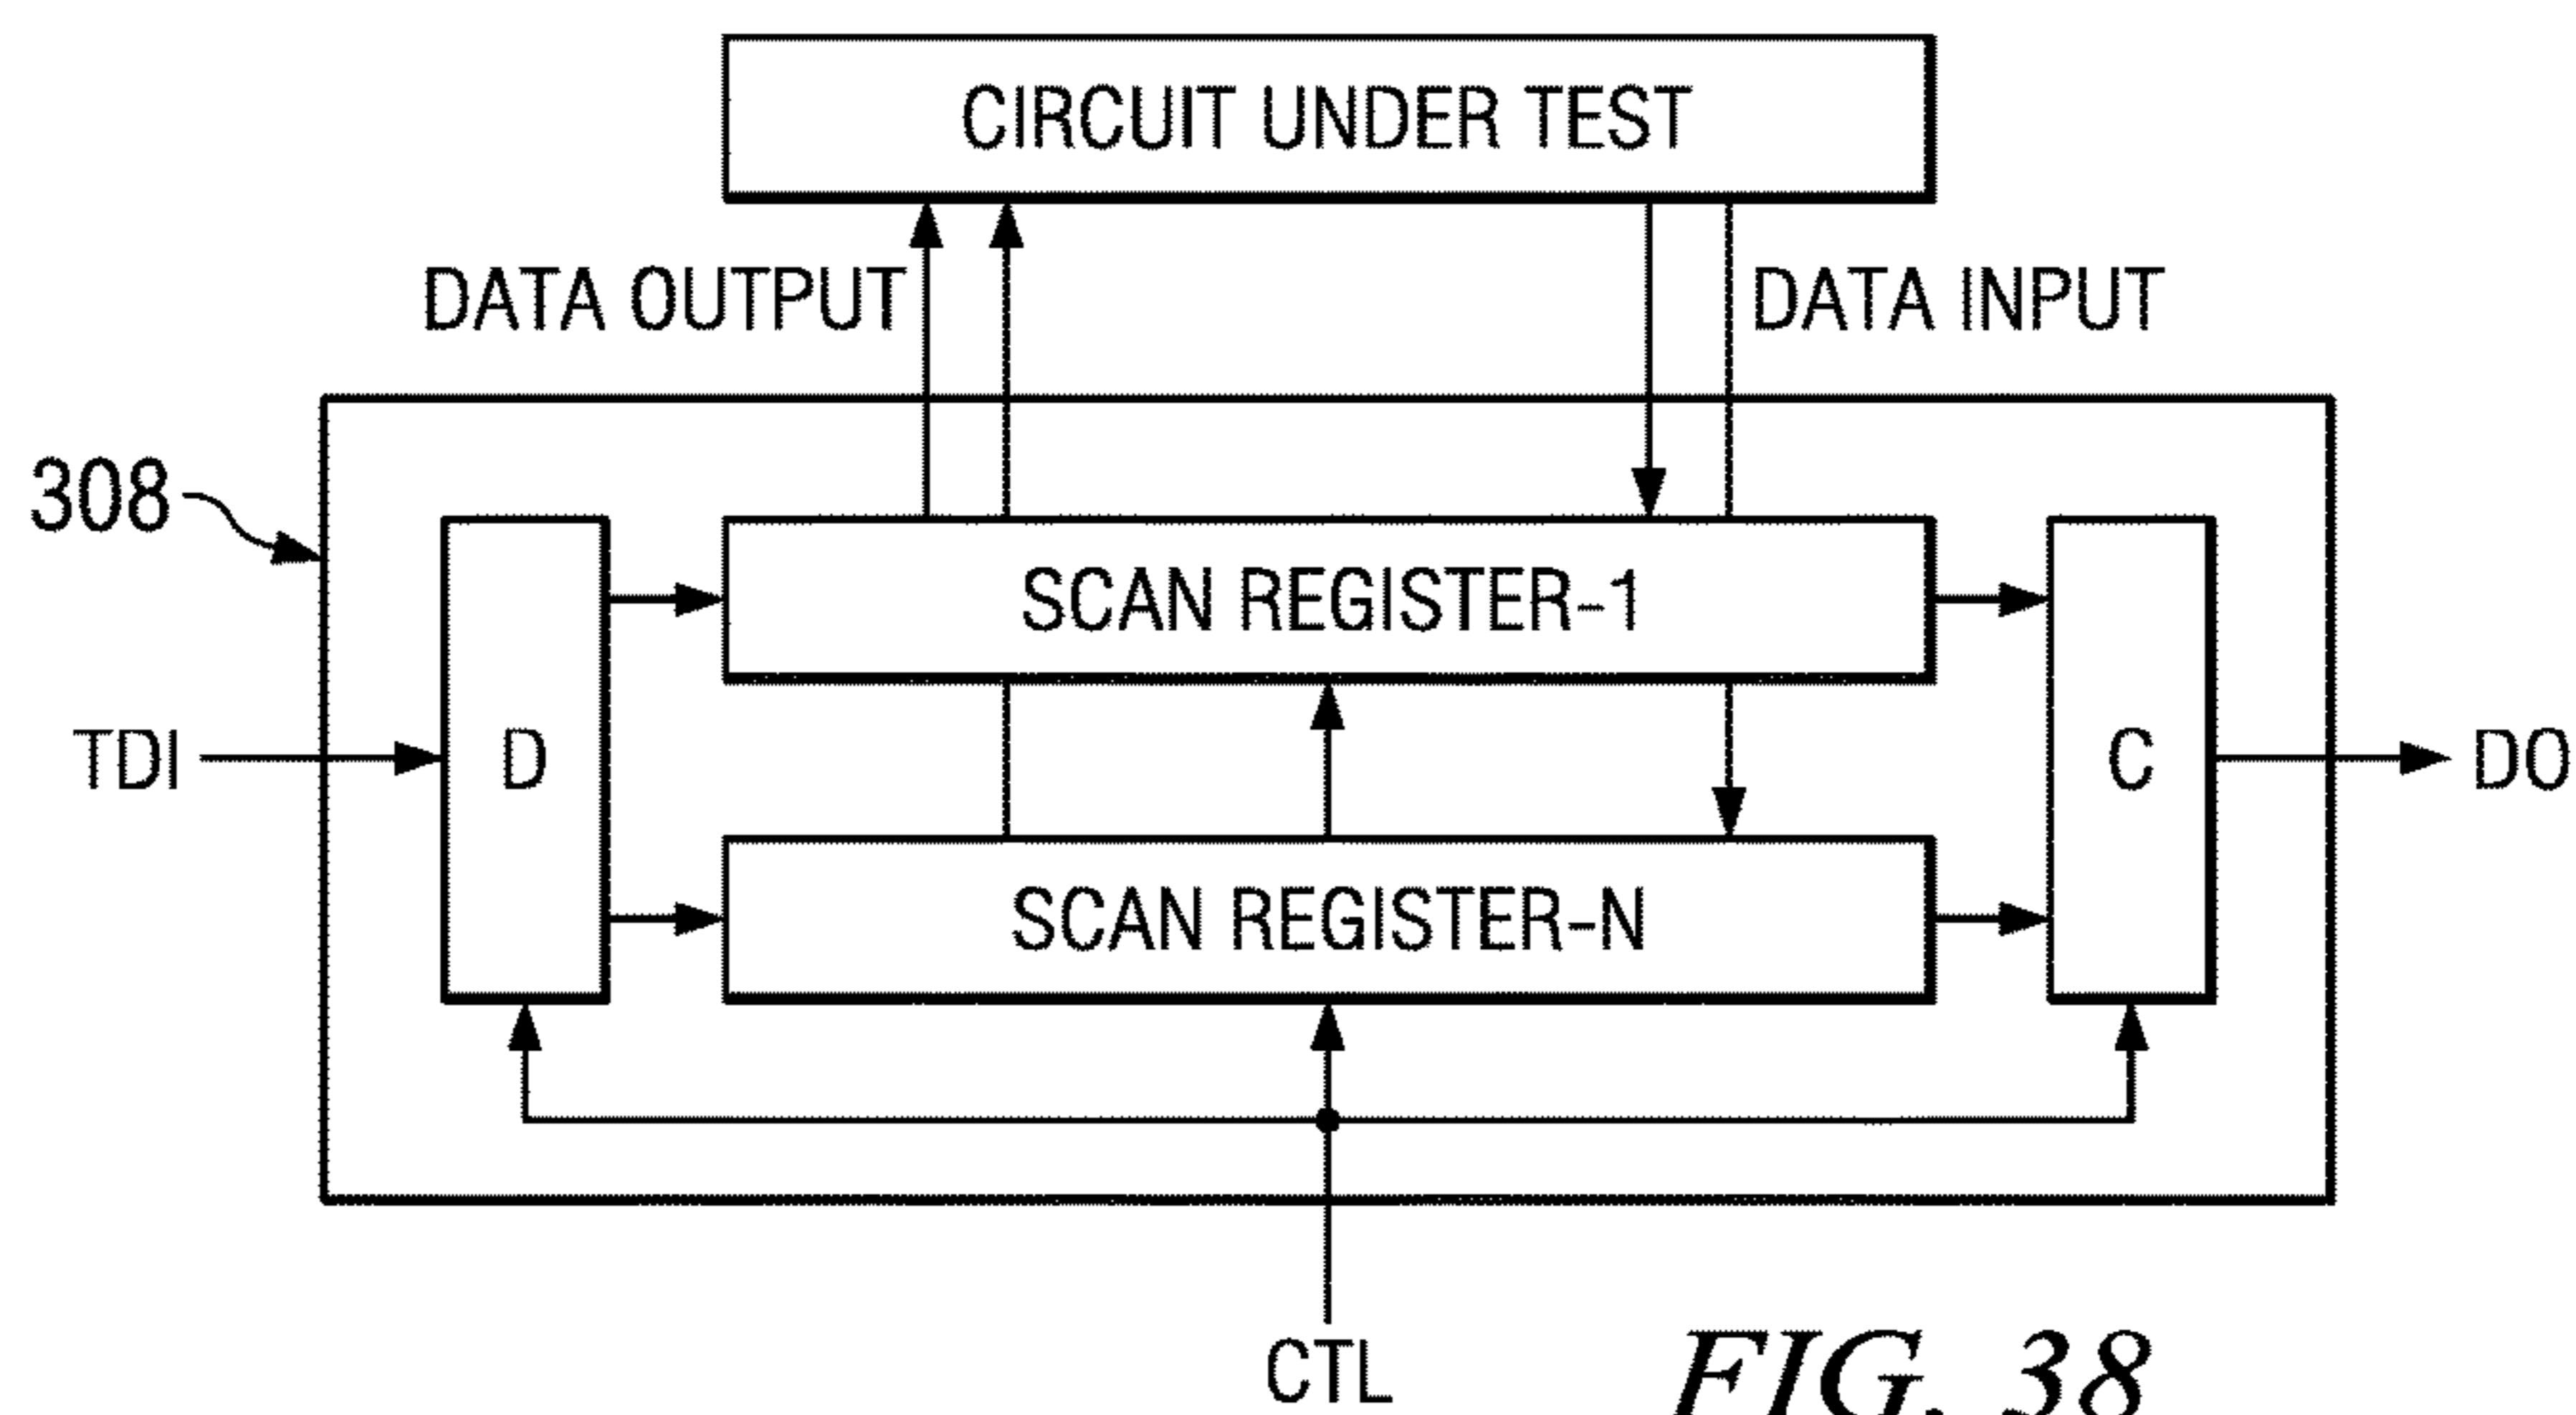 CIRCUIT UNDER TEST
DATA OUTPUT
DATA INPUT
308
SCAN REGISTER-1
TDI
D
C
DO
SCAN REGISTER-N
CTL
FIG. 38